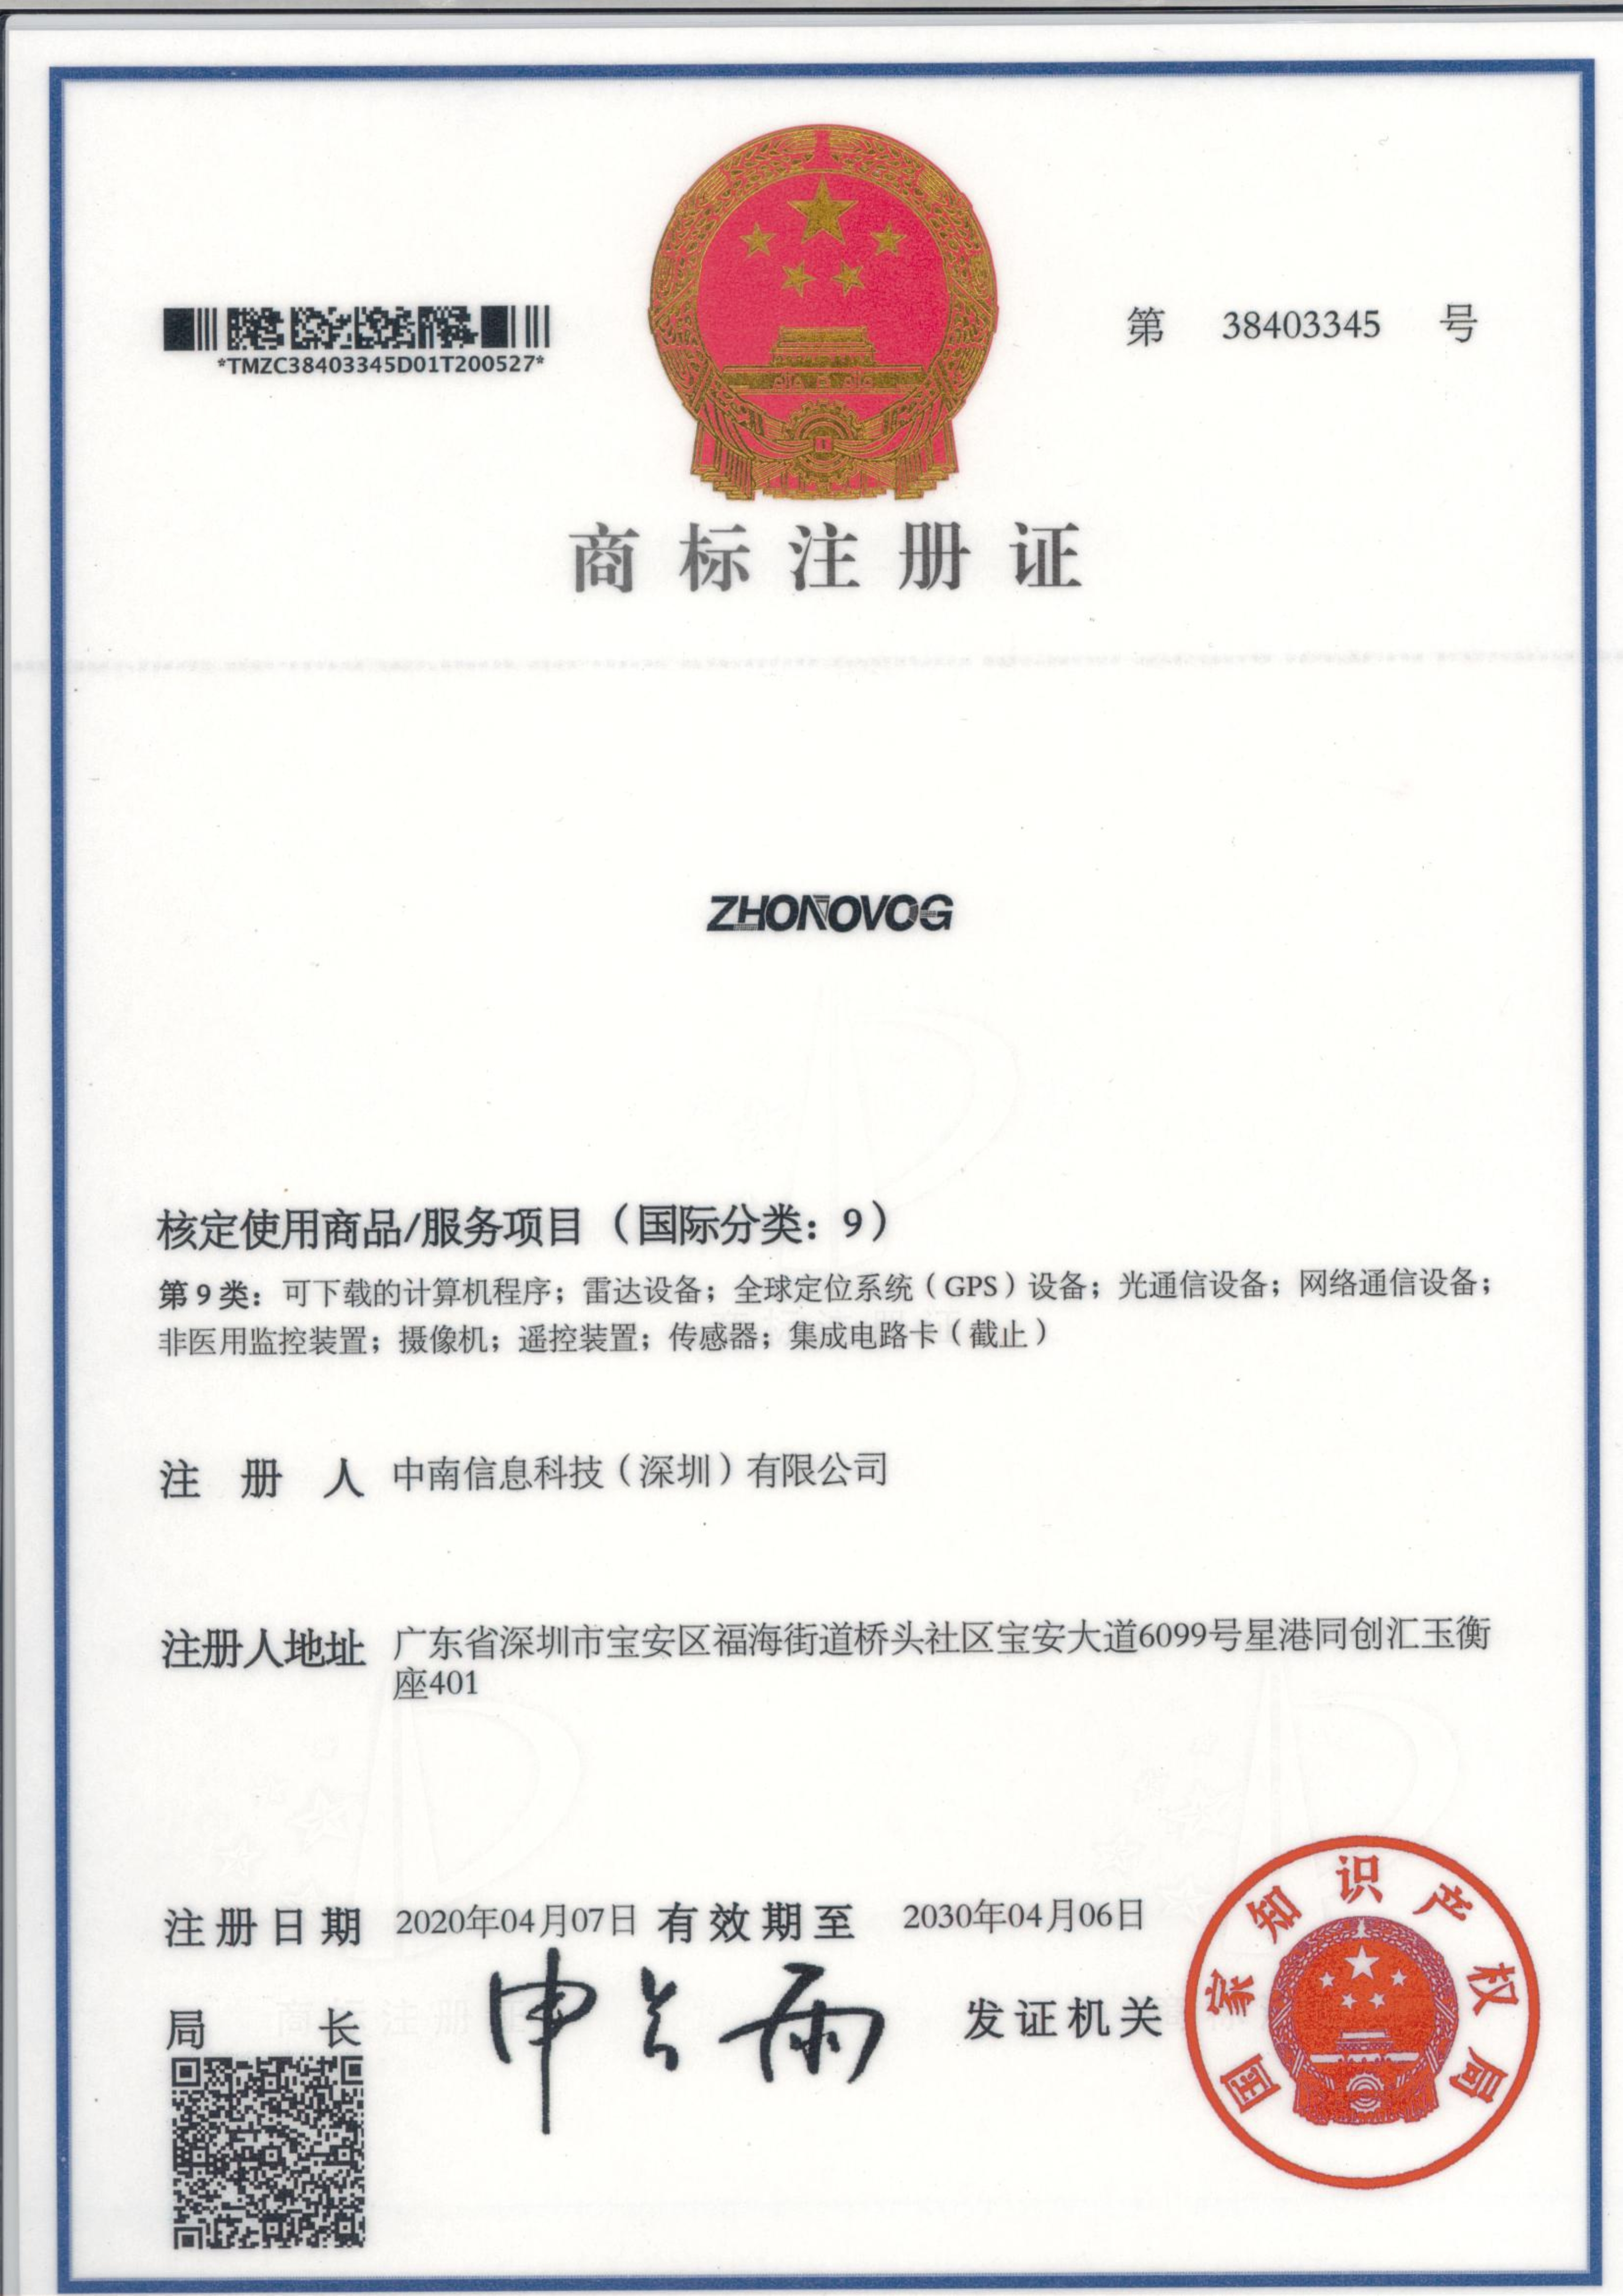 *TMZC38403345D01T200527*
第 38403345 号
商标注册证
ZHONOVOG
核定使用商品/服务项目（国际分类：9）
第9类：可下载的计算机程序；雷达设备；全球定位系统（GPS）设备；光通信设备；网络通信设备；
非医用监控装置；摄像机；遥控装置；传感器；集成电路卡（截止）
注册人 中南信息科技（深圳）有限公司
注册人地址 广东省深圳市宝安区福海街道桥头社区宝安大道6099号星港同创汇玉衡
座401
注册日期 2020年04月07日 有效期至 2030年04月06日
局长 申长雨 发证机关
国家知识产权局